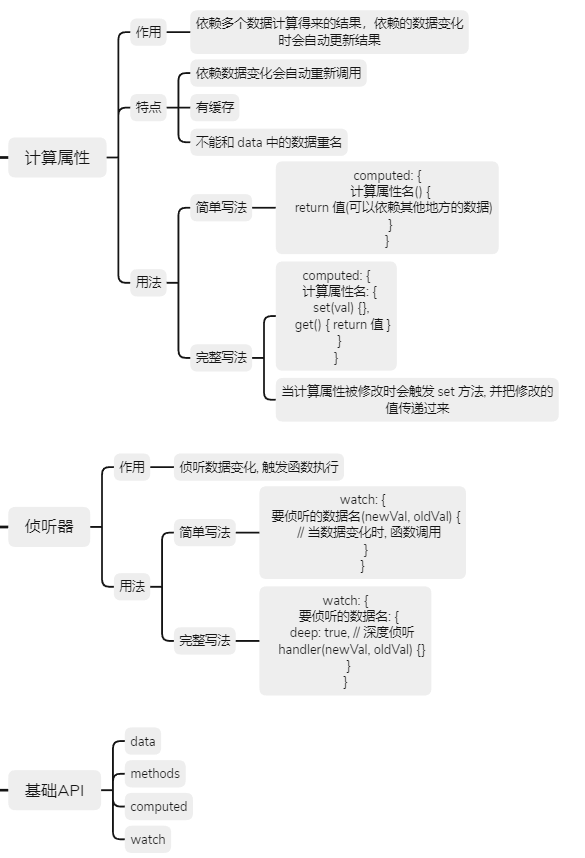 计算属性
作用
依赖多个数据计算得来的结果，依赖的数据变化
时会自动更新结果
特点
依赖数据变化会自动重新调用
有缓存
不能和 data 中的数据重名
用法
简单写法
computed: {
计算属性名() {
return 值(可以依赖其他地方的数据)
}
}
完整写法
computed: {
计算属性名: {
set(val) {},
get() { return 值 }
}
}
当计算属性被修改时会触发 set 方法, 并把修改的
值传递过来
侦听器
作用
侦听数据变化, 触发函数执行
用法
简单写法
watch: {
要侦听的数据名(newVal, oldVal) {
// 当数据变化时, 函数调用
}
}
完整写法
watch: {
要侦听的数据名: {
deep: true, // 深度侦听
handler(newVal, oldVal) {}
}
}
基础API
data
methods
computed
watch